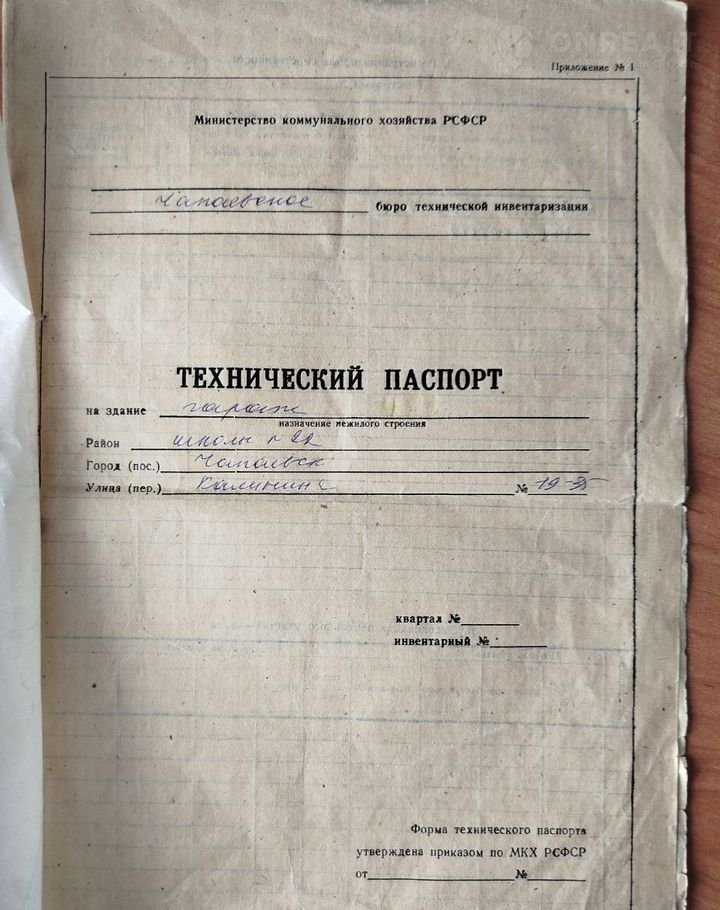 ONREALT
Приложение № 1
Министерство коммунального хозяйства РСФСР
Чапаевское бюро технической инвентаризации
ТЕХНИЧЕСКИЙ ПАСПОРТ
на здание гараж
назначение нежилого строения
Район школы № 22
Город (пос.) Чапаевск
Улица (пер.) Калинина № 19-35
квартал №
инвентарный №
Форма технического паспорта
утверждена приказом по МКХ РСФСР
от №